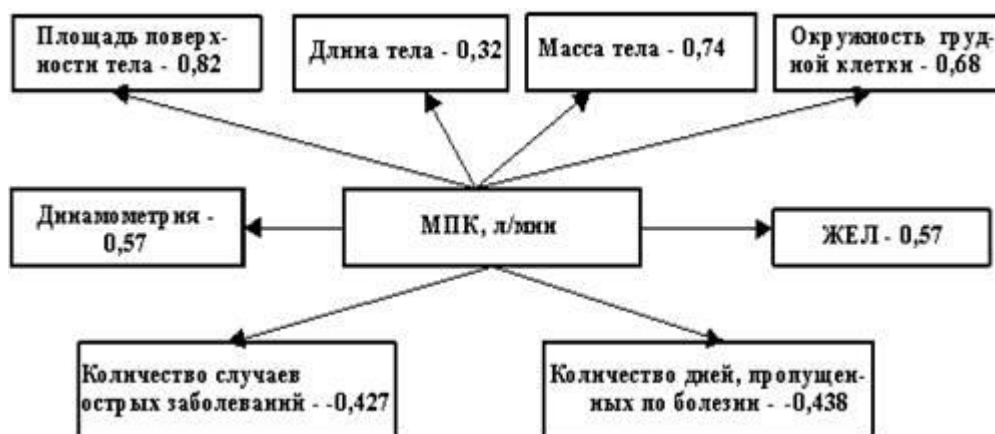 Площадь поверх-
ности тела - 0,82
Длина тела - 0,32
Масса тела - 0,74
Окружность груд
ной клетки - 0,68
Динамометрия -
0,57
МПК, л/мин
ЖЕЛ - 0,57
Количество случаев
острых заболеваний - -0,427
Количество дней, пропущен-
ных по болезни - -0,438